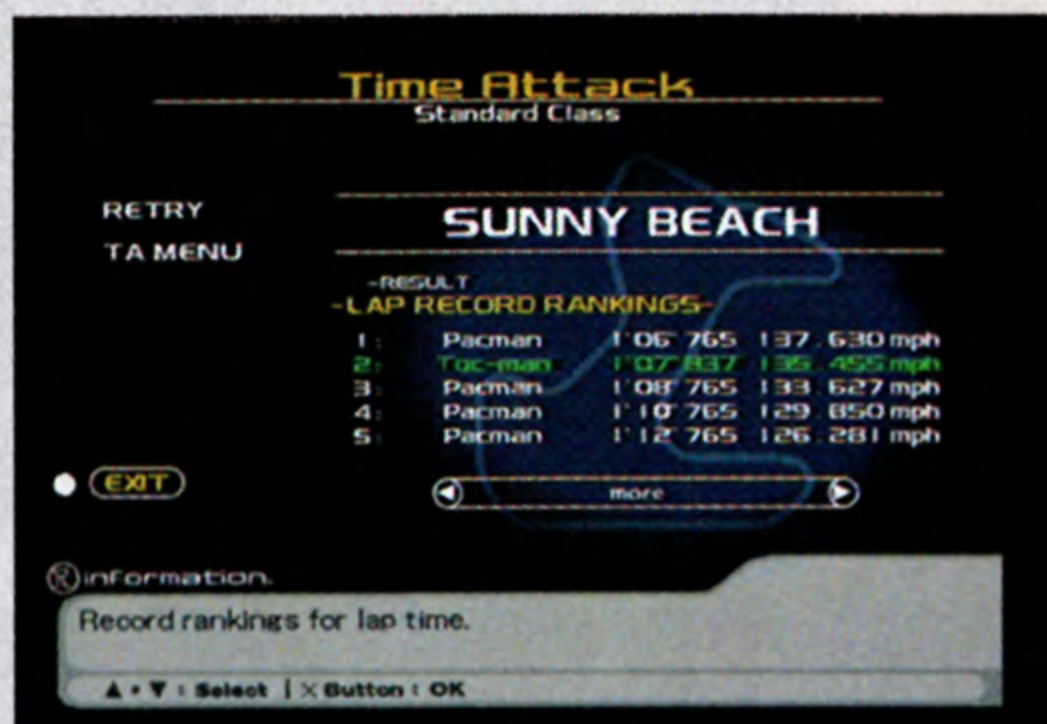 Time Attack
Standard Class
RETRY
TA MENU
SUNNY BEACH
-RESULT
-LAP RECORD RANKINGS-
1: Pacman 1'06"765 137.630 mph
2: Toc-man 1'07"837 135.455 mph
3: Pacman 1'08"765 133.627 mph
4: Pacman 1'10"765 129.850 mph
5: Pacman 1'12"765 126.281 mph
EXIT
more
R information.
Record rankings for lap time.
▲ • ▼ : Select | × Button : OK